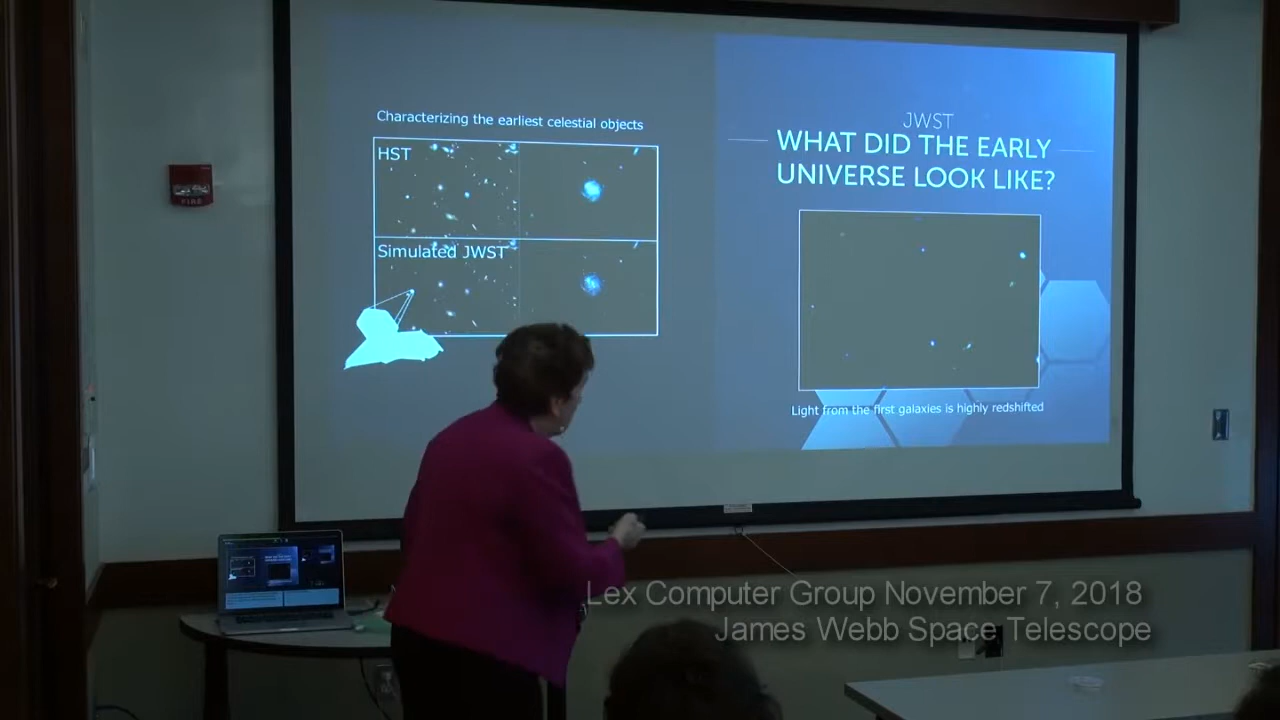 Characterizing the earliest celestial objects
HST
Simulated JWST
JWST
WHAT DID THE EARLY
UNIVERSE LOOK LIKE?
Light from the first galaxies is highly redshifted
FIRE
Lex Computer Group November 7, 2018
James Webb Space Telescope